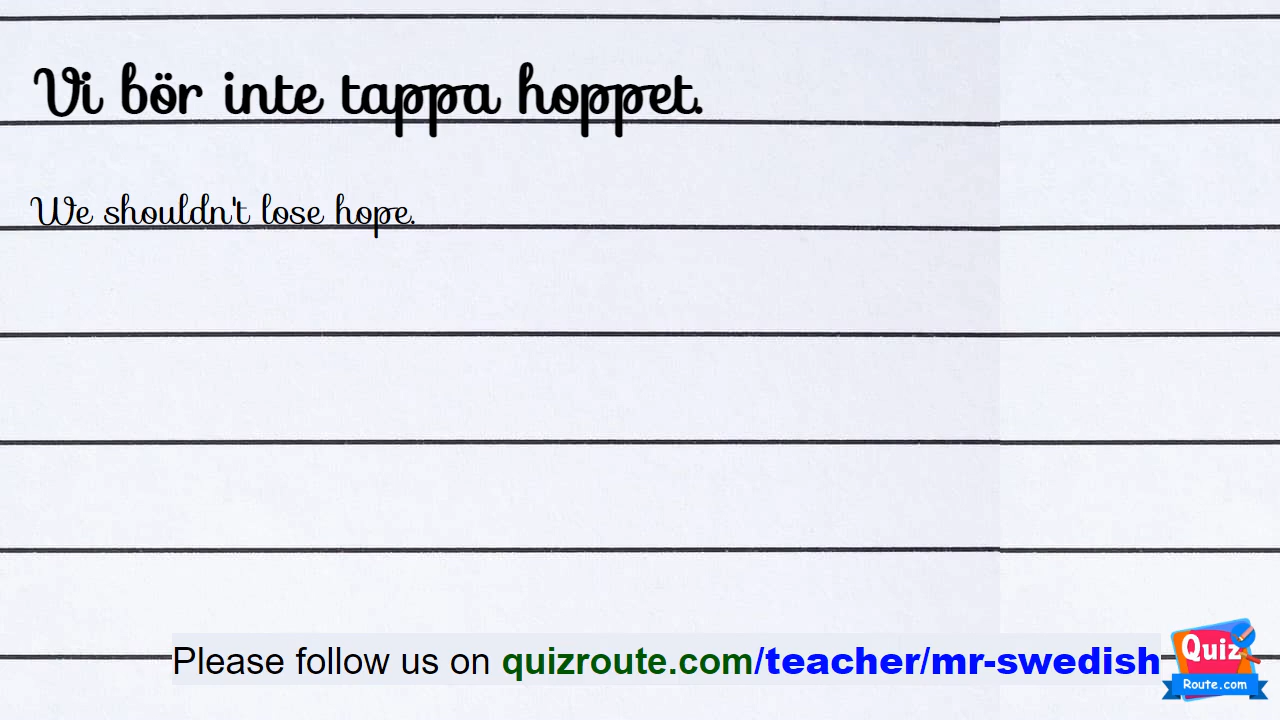 Vi bör inte tappa hoppet.
We shouldn't lose hope.
Please follow us on quizroute.com/teacher/mr-swedish
Quiz
Route.com